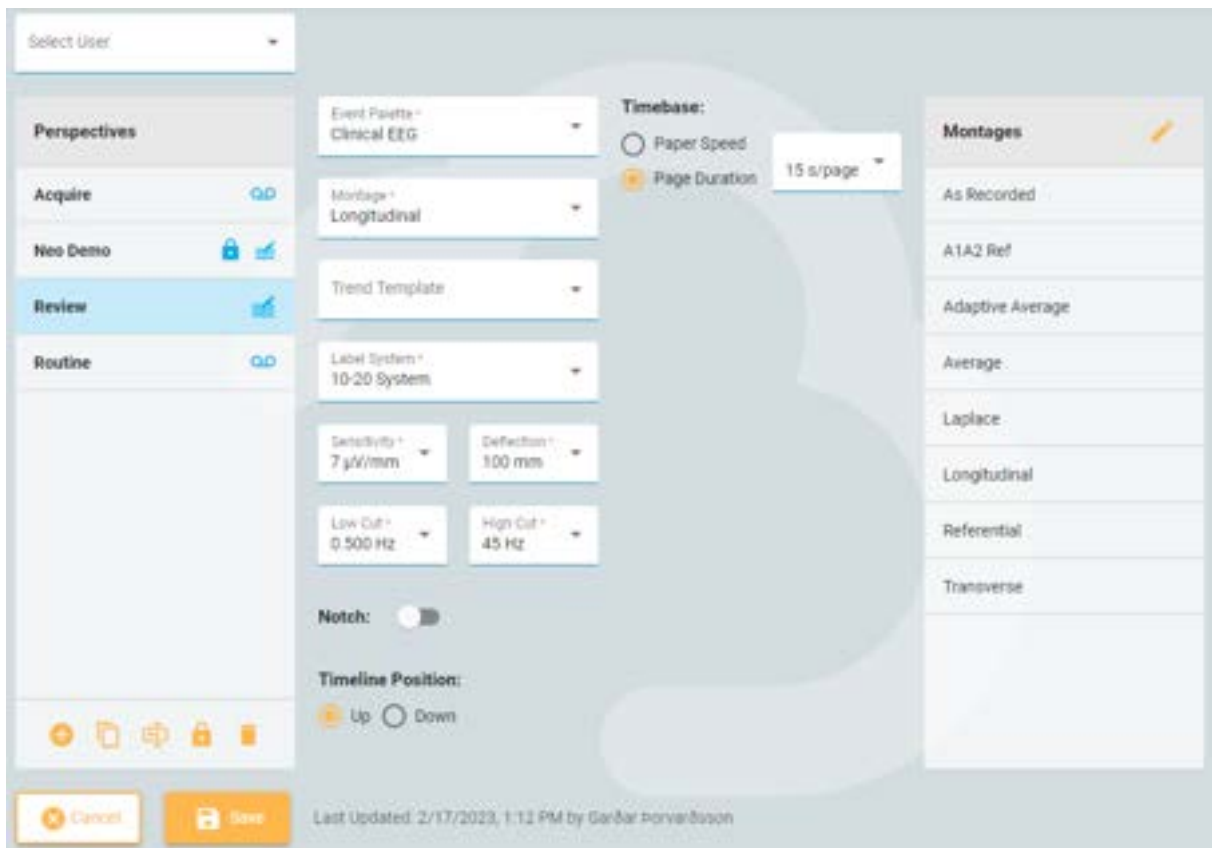 Select User
Perspectives
Acquire
Neo Demo
Review
Routine
Event Palette *
Clinical EEG
Montage *
Longitudinal
Trend Template
Label System *
10-20 System
Sensitivity *
7 µV/mm
Deflection *
100 mm
Low Cut *
0.500 Hz
High Cut *
45 Hz
Notch:
Timeline Position:
Up
Down
Timebase:
Paper Speed
Page Duration
15 s/page
Montages
As Recorded
A1A2 Ref
Adaptive Average
Average
Laplace
Longitudinal
Referential
Transverse
Cancel
Save
Last Updated: 2/17/2023, 1:12 PM by Garðar Þorvarðsson